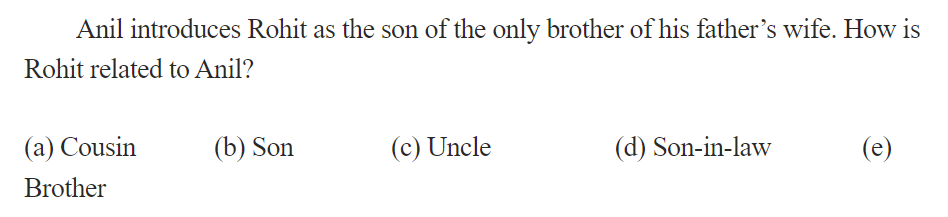 Anil introduces Rohit as the son of the only brother of his father’s wife. How is
Rohit related to Anil?
(a) Cousin (b) Son (c) Uncle (d) Son-in-law (e)
Brother